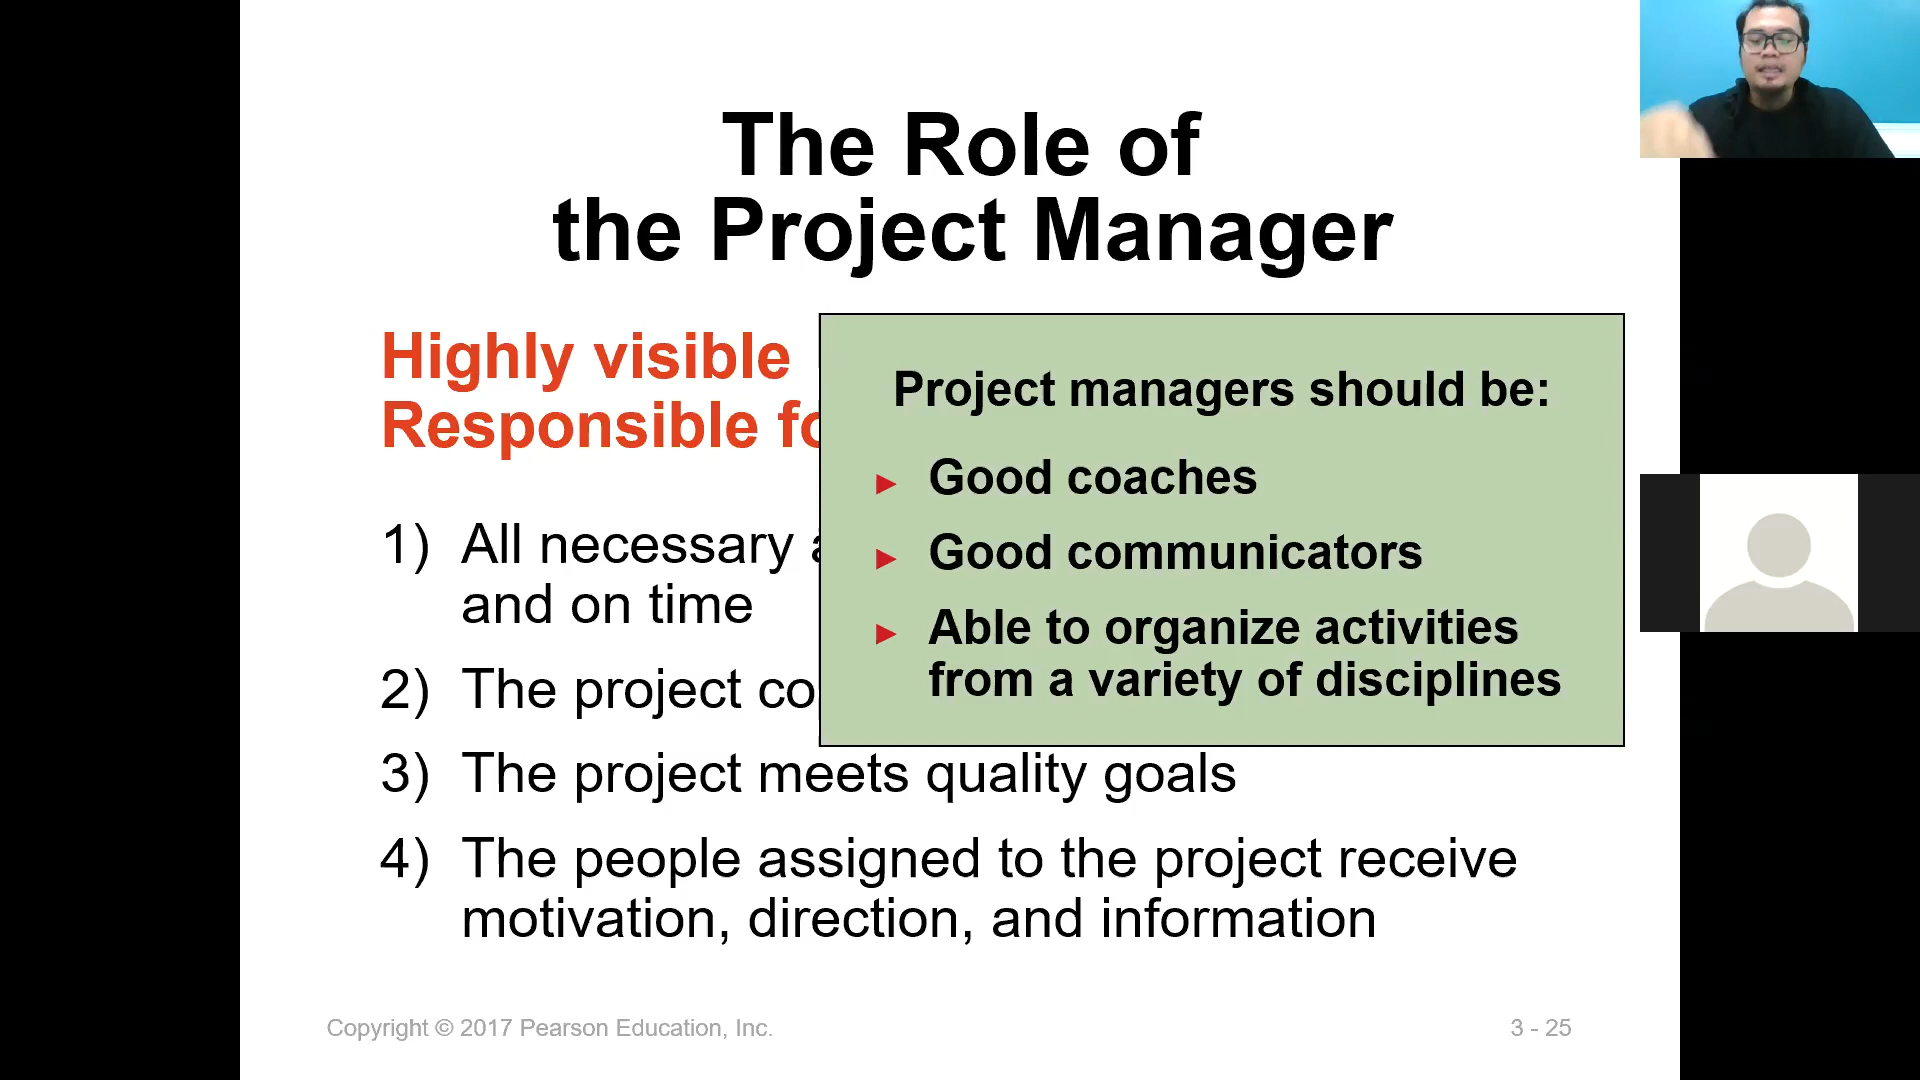 The Role of
the Project Manager
Highly visible
Responsible
1) All necessary
and on time
2) The project
3) The project meets quality goals
4) The people assigned to the project receive
motivation, direction, and information
Project managers should be:
► Good coaches
► Good communicators
► Able to organize activities
from a variety of disciplines
Copyright © 2017 Pearson Education, Inc.
3 - 25